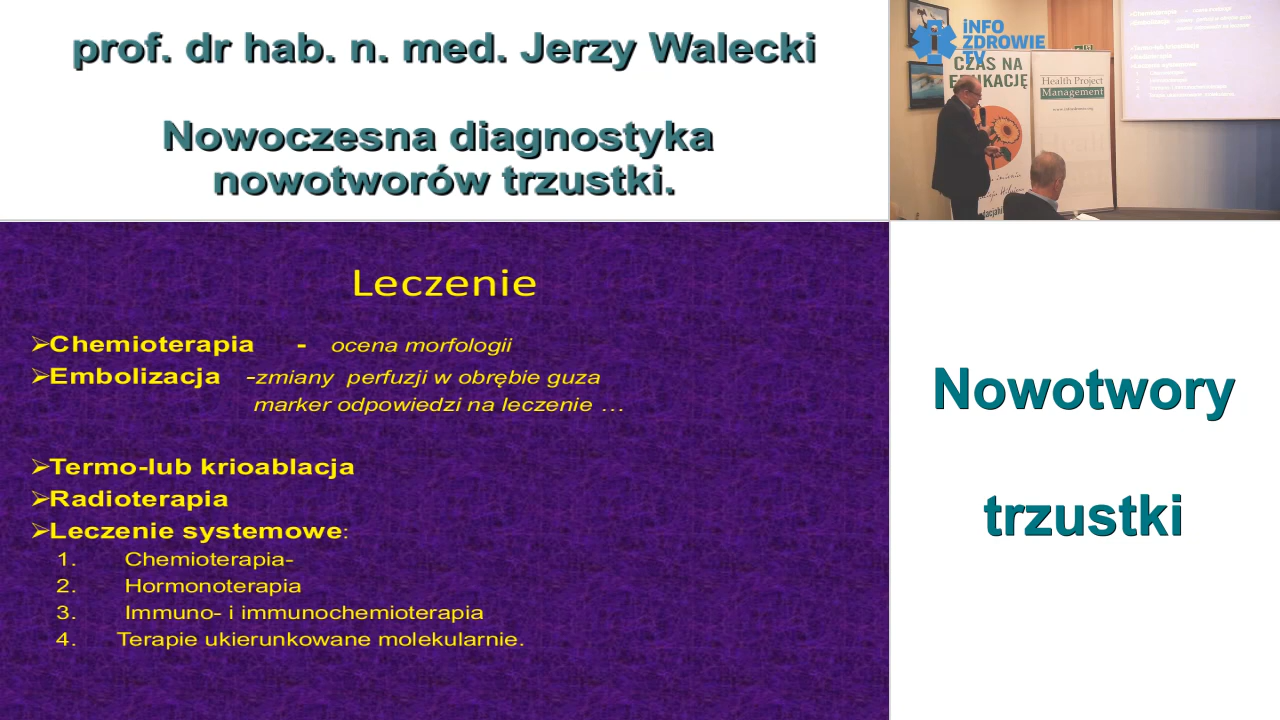 prof. dr hab. n. med. Jerzy Walecki
Nowoczesna diagnostyka
nowotworów trzustki.
iNFO
ZDROWIE
TV
CZAS NA
EDUKACJĘ
Health Project
Management
Leczenie
➢Chemioterapia - ocena morfologii
➢Embolizacja -zmiany perfuzji w obrębie guza
marker odpowiedzi na leczenie …
➢Termo-lub krioablacja
➢Radioterapia
➢Leczenie systemowe:
1. Chemioterapia-
2. Hormonoterapia
3. Immuno- i immunochemioterapia
4. Terapie ukierunkowane molekularnie.
Nowotwory
trzustki